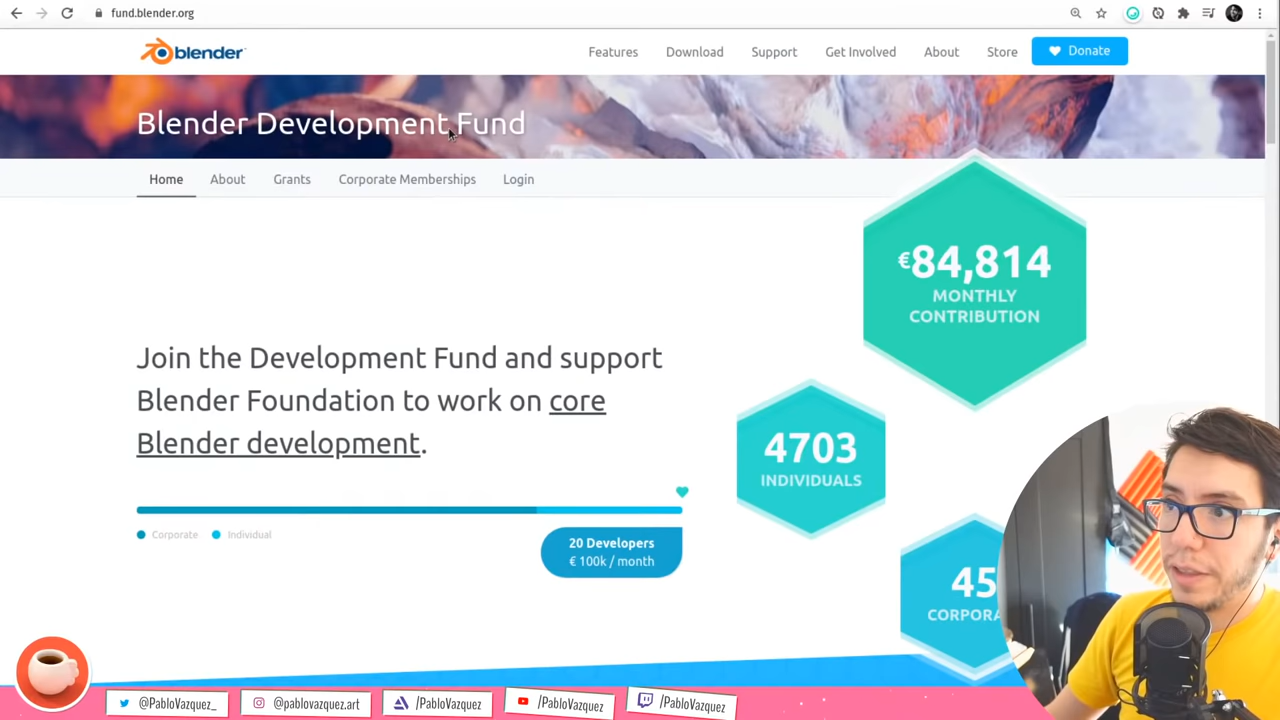 fund.blender.org
blender
Features
Download
Support
Get Involved
About
Store
Donate
Blender Development Fund
Home
About
Grants
Corporate Memberships
Login
€84,814
MONTHLY
CONTRIBUTION
Join the Development Fund and support
Blender Foundation to work on core
Blender development.
4703
INDIVIDUALS
Corporate
Individual
20 Developers
€ 100k / month
45
@PabloVazquez_
@pablovazquez.art
/PabloVazquez
/PabloVazquez
/PabloVazquez